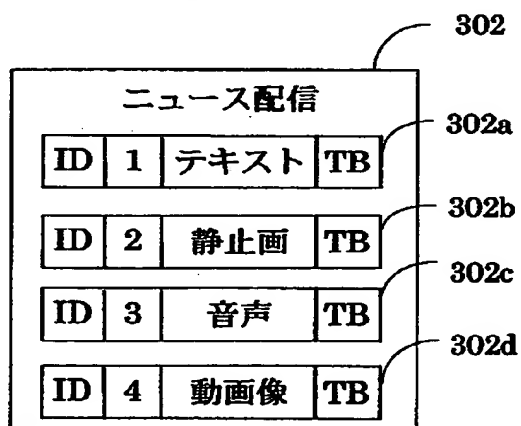 302
ニュース配信
302a
ID 1 テキスト TB
302b
ID 2 静止画 TB
302c
ID 3 音声 TB
302d
ID 4 動画像 TB